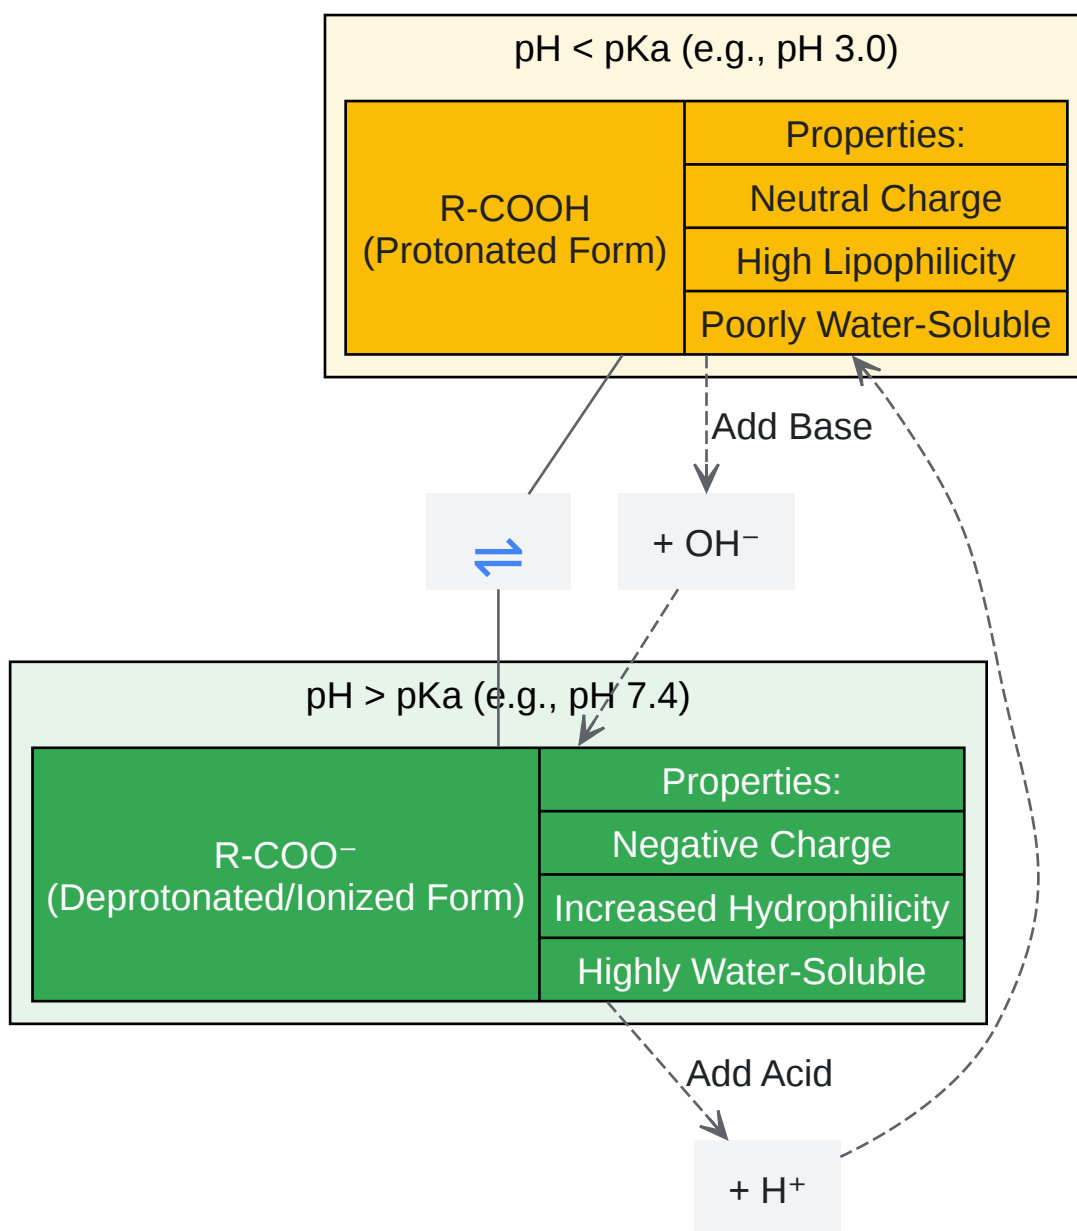 pH < pKa (e.g., pH 3.0)
R-COOH
(Protonated Form)
Properties:
Neutral Charge
High Lipophilicity
Poorly Water-Soluble
Add Base
⇌
+ OH⁻
pH > pKa (e.g., pH 7.4)
R-COO⁻
(Deprotonated/Ionized Form)
Properties:
Negative Charge
Increased Hydrophilicity
Highly Water-Soluble
Add Acid
+ H⁺